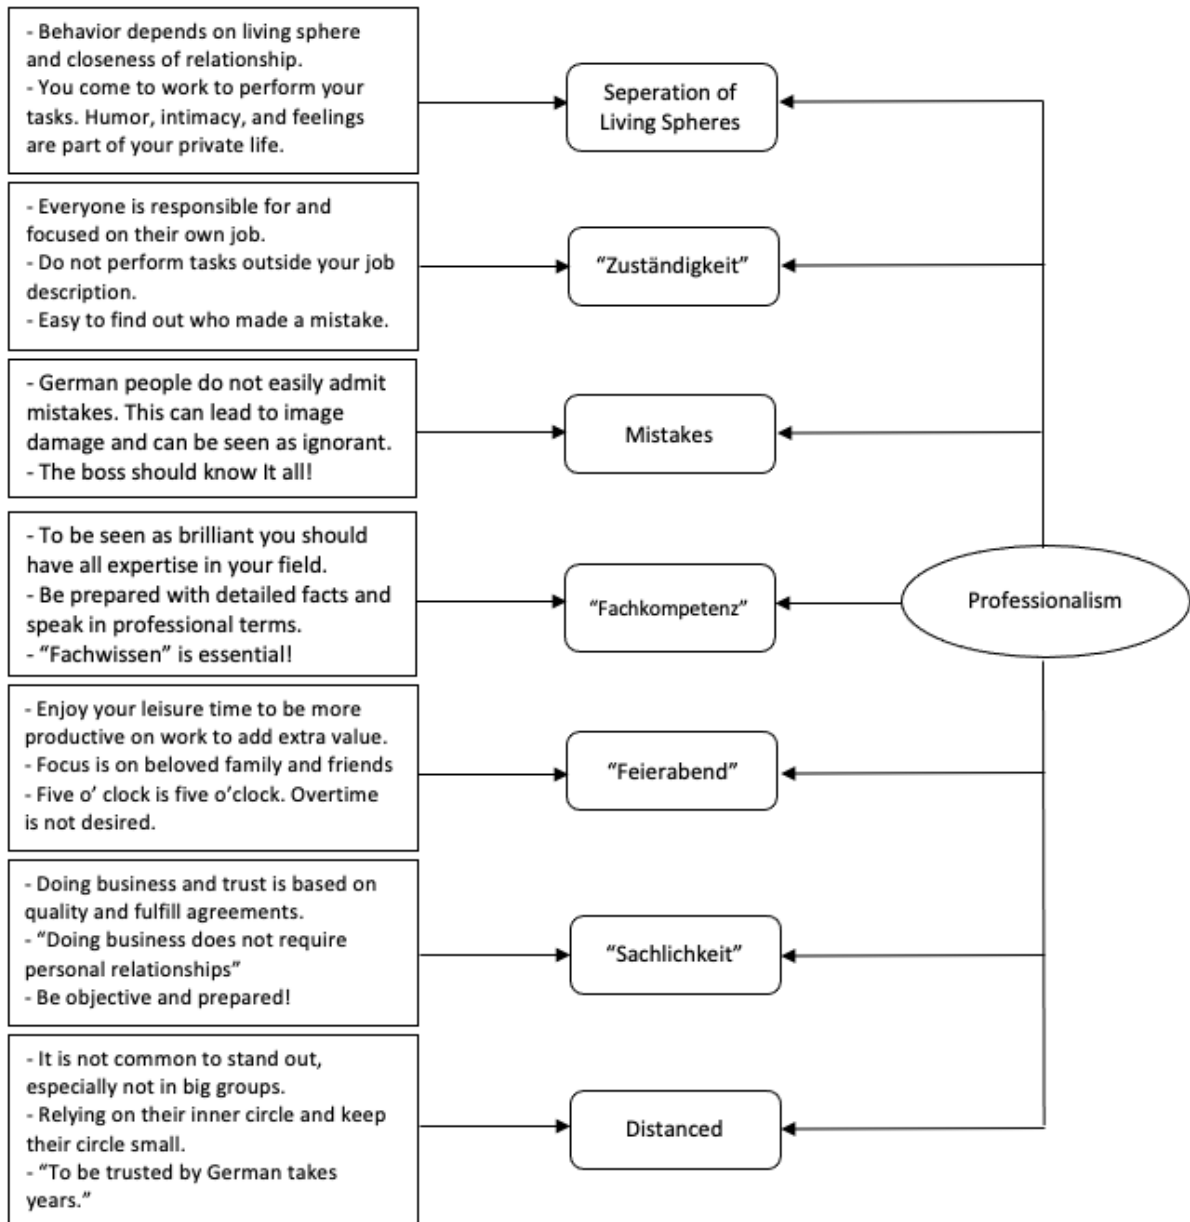 - Behavior depends on living sphere
and closeness of relationship.
- You come to work to perform your
tasks. Humor, intimacy, and feelings
are part of your private life.
Seperation of
Living Spheres
- Everyone is responsible for and
focused on their own job.
- Do not perform tasks outside your job
description.
- Easy to find out who made a mistake.
“Zuständigkeit”
- German people do not easily admit
mistakes. This can lead to image
damage and can be seen as ignorant.
- The boss should know It all!
Mistakes
- To be seen as brilliant you should
have all expertise in your field.
- Be prepared with detailed facts and
speak in professional terms.
- “Fachwissen” is essential!
“Fachkompetenz”
Professionalism
- Enjoy your leisure time to be more
productive on work to add extra value.
- Focus is on beloved family and friends
- Five o’ clock is five o’clock. Overtime
is not desired.
“Feierabend”
- Doing business and trust is based on
quality and fulfill agreements.
- “Doing business does not require
personal relationships”
- Be objective and prepared!
“Sachlichkeit”
- It is not common to stand out,
especially not in big groups.
- Relying on their inner circle and keep
their circle small.
- “To be trusted by German takes
years.”
Distanced